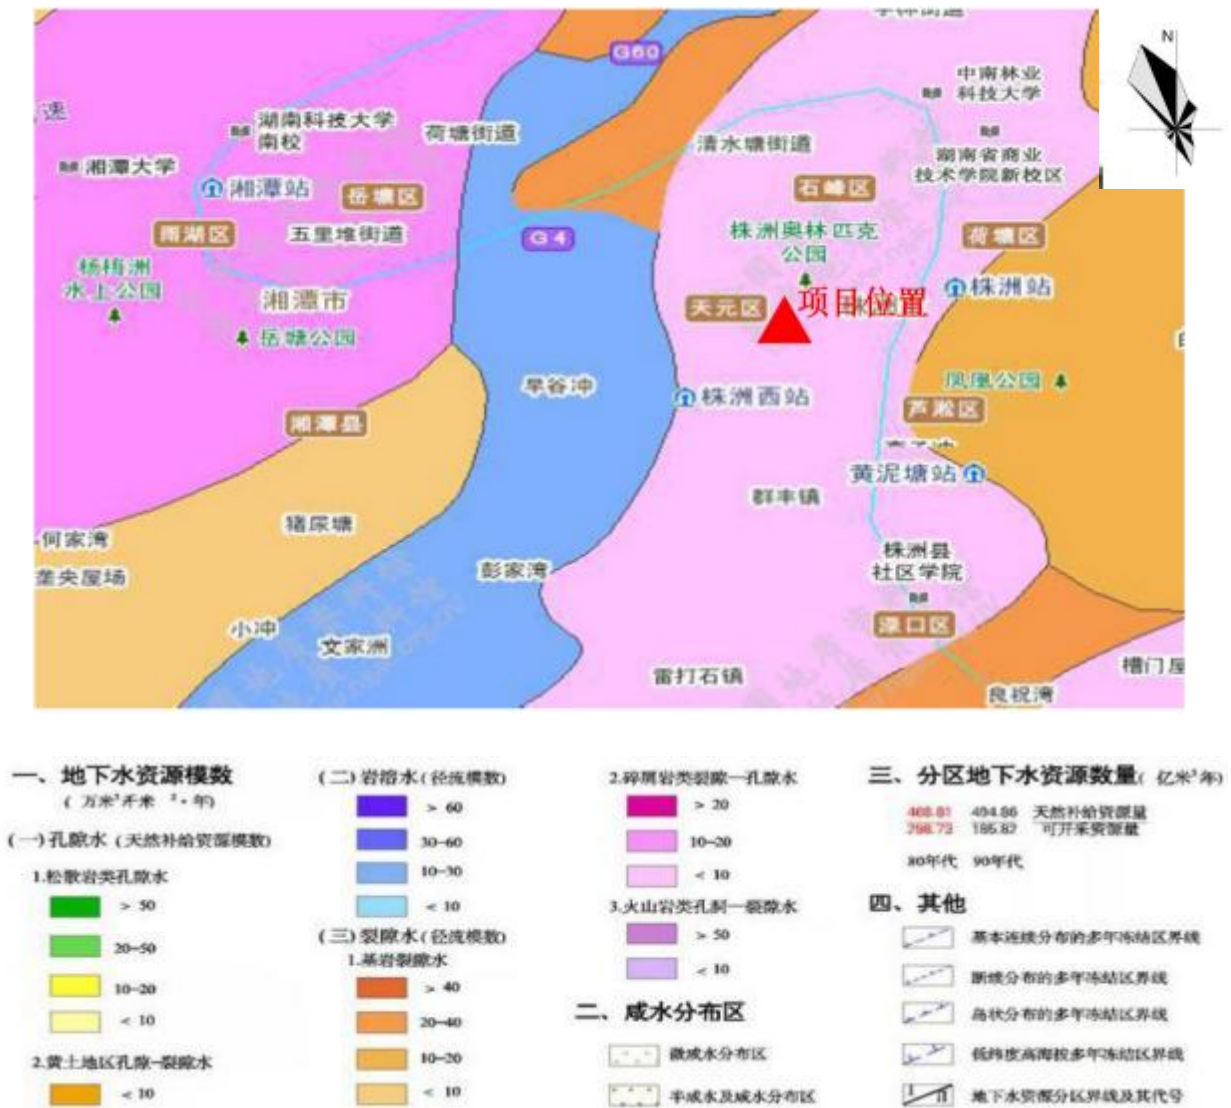 G60
中南林业
科技大学
速
湖南科技大学
南校
荷塘街道
清水塘街道
湘潭大学
湖南省商业
技术学院新校区
湘潭站
岳塘区
石峰区
雨湖区
五里堆街道
G4
株洲奥林匹克
公园
荷塘区
杨梅洲
水上公园
湘潭市
天元区
项目位置
株洲站
岳塘公园
旱谷冲
株洲西站
凤凰公园
芦淞区
湘潭县
黄泥塘站
群丰镇
猪尿塘
何家湾
垄央屋场
彭家湾
株洲县
社区学院
小冲
文家洲
渌口区
雷打石镇
槽门屋
良祝湾
N
一、地下水资源模数
( 万米³/千米 ²·年)
(一)孔隙水 (天然补给资源模数)
1.松散岩类孔隙水
> 50
20-50
10-20
< 10
2.黄土地区孔隙-裂隙水
< 10
(二)岩溶水(径流模数)
> 60
30-60
10-30
< 10
(三)裂隙水(径流模数)
1.基岩裂隙水
> 40
20-40
10-20
< 10
2.碎屑岩类裂隙—孔隙水
> 20
10-20
< 10
3.火山岩类孔洞—裂隙水
> 50
< 10
二、咸水分布区
微咸水分布区
半咸水及咸水分布区
三、分区地下水资源数量( 亿米³/年)
494.86 天然补给资源量
可开采资源量
80年代 90年代
四、其他
基本连续分布的多年冻结区界线
断续分布的多年冻结区界线
岛状分布的多年冻结区界线
低纬度高海拔多年冻结区界线
I II 地下水资源分区界线及其代号